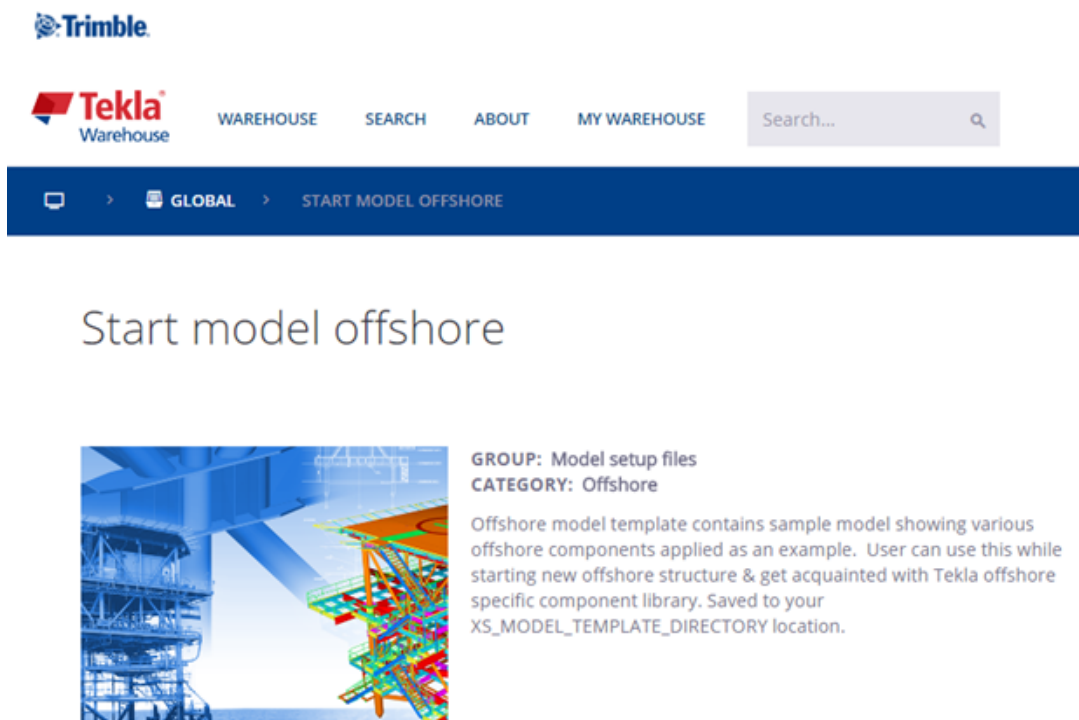 Trimble.
Tekla®
Warehouse
WAREHOUSE
SEARCH
ABOUT
MY WAREHOUSE
Search...
GLOBAL
START MODEL OFFSHORE
Start model offshore
GROUP: Model setup files
CATEGORY: Offshore
Offshore model template contains sample model showing various
offshore components applied as an example. User can use this while
starting new offshore structure & get acquainted with Tekla offshore
specific component library. Saved to your
XS_MODEL_TEMPLATE_DIRECTORY location.